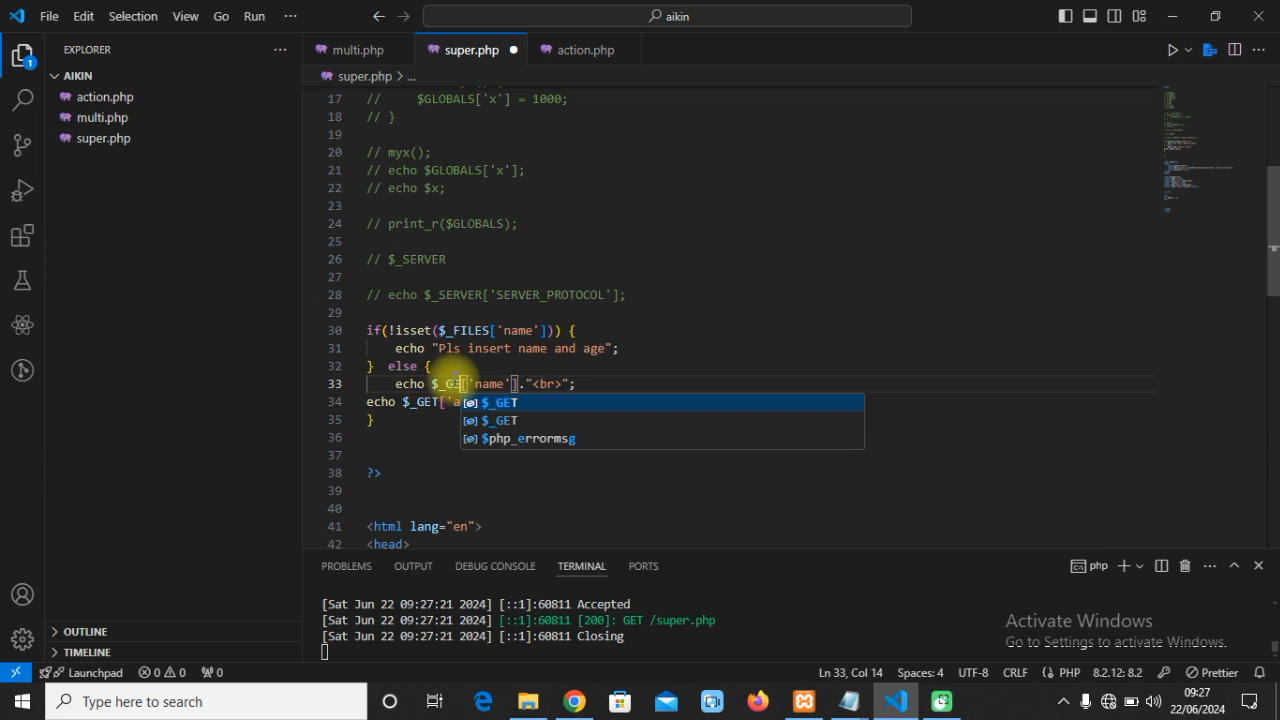 File Edit Selection View Go Run ···
aikin
EXPLORER
multi.php
super.php
action.php
AIKIN
super.php > ...
action.php
multi.php
super.php
17 //     $GLOBALS['x'] = 1000;
18 // }
19
20 // myx();
21 // echo $GLOBALS['x'];
22 // echo $x;
23
24 // print_r($GLOBALS);
25
26 // $_SERVER
27
28 // echo $_SERVER['SERVER_PROTOCOL'];
29
30 if(!isset($_FILES['name'])) {
31     echo "Pls insert name and age";
32 }  else {
33     echo $_GE['name']."<br>";
34 echo $_GET['a
$_GET
35 }
$_GET
36
$php_errormsg
37
38 ?>
39
40
41 <html lang="en">
42 <head>
PROBLEMS OUTPUT DEBUG CONSOLE TERMINAL PORTS
php
[Sat Jun 22 09:27:21 2024] [::1]:60811 Accepted
[Sat Jun 22 09:27:21 2024] [::1]:60811 [200]: GET /super.php
[Sat Jun 22 09:27:21 2024] [::1]:60811 Closing
Activate Windows
Go to Settings to activate Windows.
OUTLINE
TIMELINE
1
Launchpad 0 0 0 Ln 33, Col 14 Spaces: 4 UTF-8 CRLF PHP 8.2.12: 8.2 Prettier
Type here to search
09:27
22/06/2024